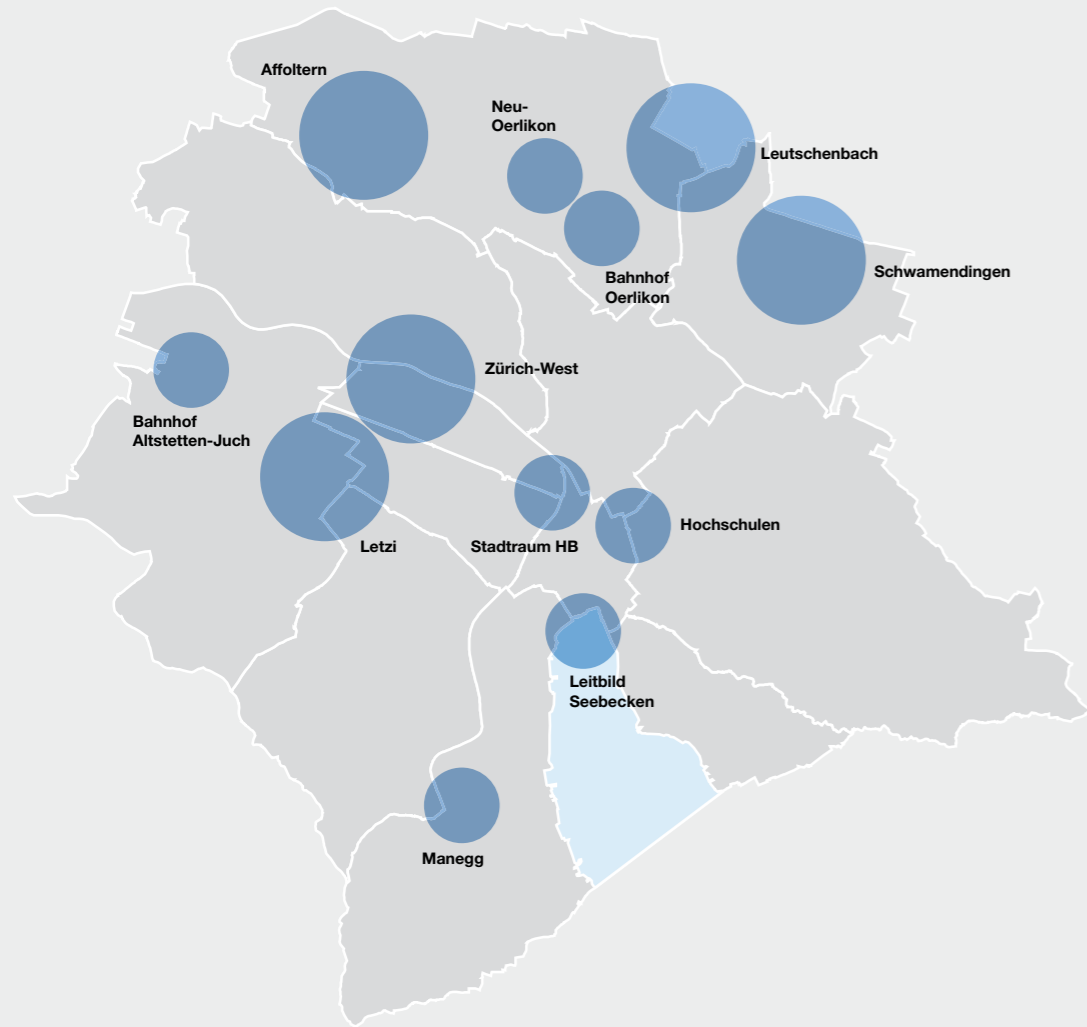 Affoltern
Neu-
Oerlikon
Leutschenbach
Schwamendingen
Bahnhof
Oerlikon
Zürich-West
Bahnhof
Altstetten-Juch
Letzi
Stadtraum HB
Hochschulen
Leitbild
Seebecken
Manegg